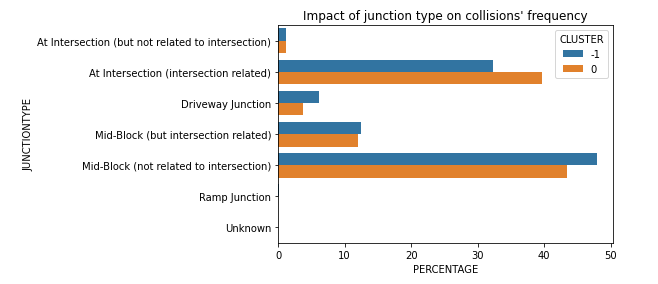 Impact of junction type on collisions' frequency
CLUSTER
-1
0
JUNCTIONTYPE
At Intersection (but not related to intersection)
At Intersection (intersection related)
Driveway Junction
Mid-Block (but intersection related)
Mid-Block (not related to intersection)
Ramp Junction
Unknown
0 10 20 30 40 50
PERCENTAGE